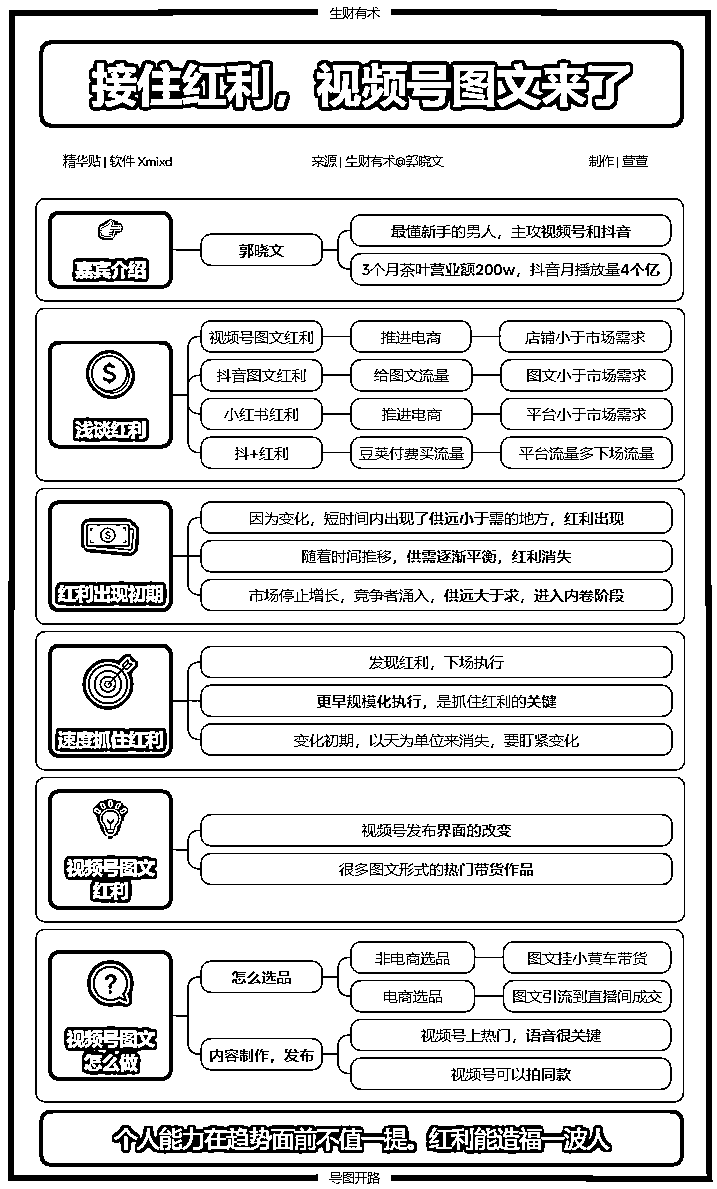 生财有术
接住红利，视频号图文来了
精华贴 | 软件 Xmixd
来源 | 生财有术@郭晓文
制作 | 萱萱
嘉宾介绍
郭晓文
最懂新手的男人，主攻视频号和抖音
3个月茶叶营业额200w，抖音月播放量4个亿
浅谈红利
视频号图文红利
推进电商
店铺小于市场需求
抖音图文红利
给图文流量
图文小于市场需求
小红书红利
推进电商
平台小于市场需求
抖+红利
豆荚付费买流量
平台流量多下场流量
红利出现初期
因为变化，短时间内出现了供远小于需的地方，红利出现
随着时间推移，供需逐渐平衡，红利消失
市场停止增长，竞争者涌入，供远大于求，进入内卷阶段
速度抓住红利
发现红利，下场执行
更早规模化执行，是抓住红利的关键
变化初期，以天为单位来消失，要盯紧变化
视频号图文
红利
视频号发布界面的改变
很多图文形式的热门带货作品
视频号图文
怎么做
怎么选品
非电商选品
图文挂小黄车带货
电商选品
图文引流到直播间成交
内容制作，发布
视频号上热门，语音很关键
视频号可以拍同款
个人能力在趋势面前不值一提。红利能造福一波人
导图开路